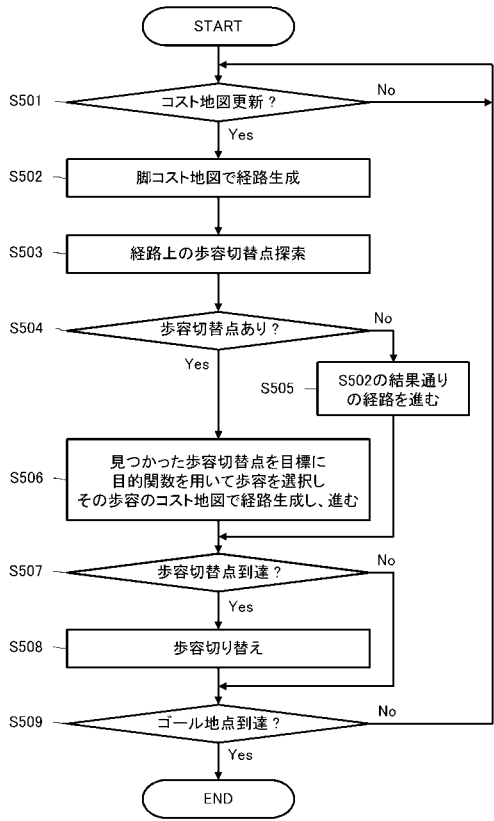 START
S501
コスト地図更新?
No
Yes
S502
脚コスト地図で経路生成
S503
経路上の歩容切替点探索
S504
歩容切替点あり?
No
Yes
S505
S502の結果通り
の経路を進む
S506
見つかった歩容切替点を目標に
目的関数を用いて歩容を選択し
その歩容のコスト地図で経路生成し、進む
S507
歩容切替点到達?
No
Yes
S508
歩容切り替え
S509
ゴール地点到達?
No
Yes
END